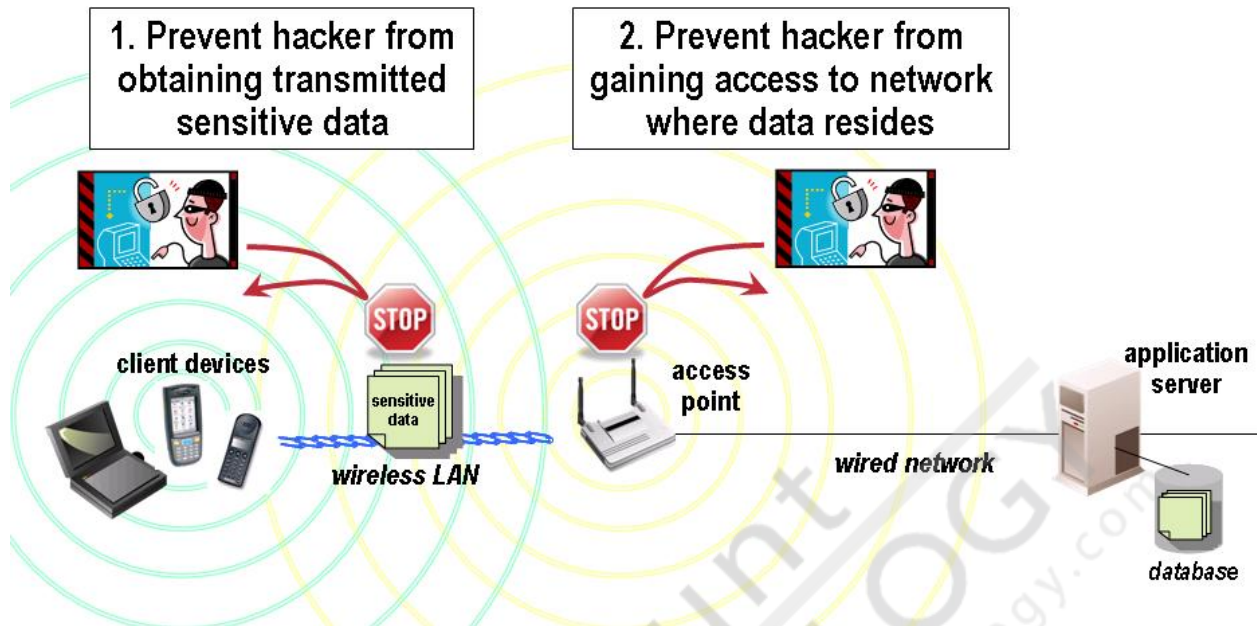 1. Prevent hacker from
obtaining transmitted
sensitive data
2. Prevent hacker from
gaining access to network
where data resides
STOP
STOP
client devices
sensitive
data
wireless LAN
access
point
wired network
application
server
database